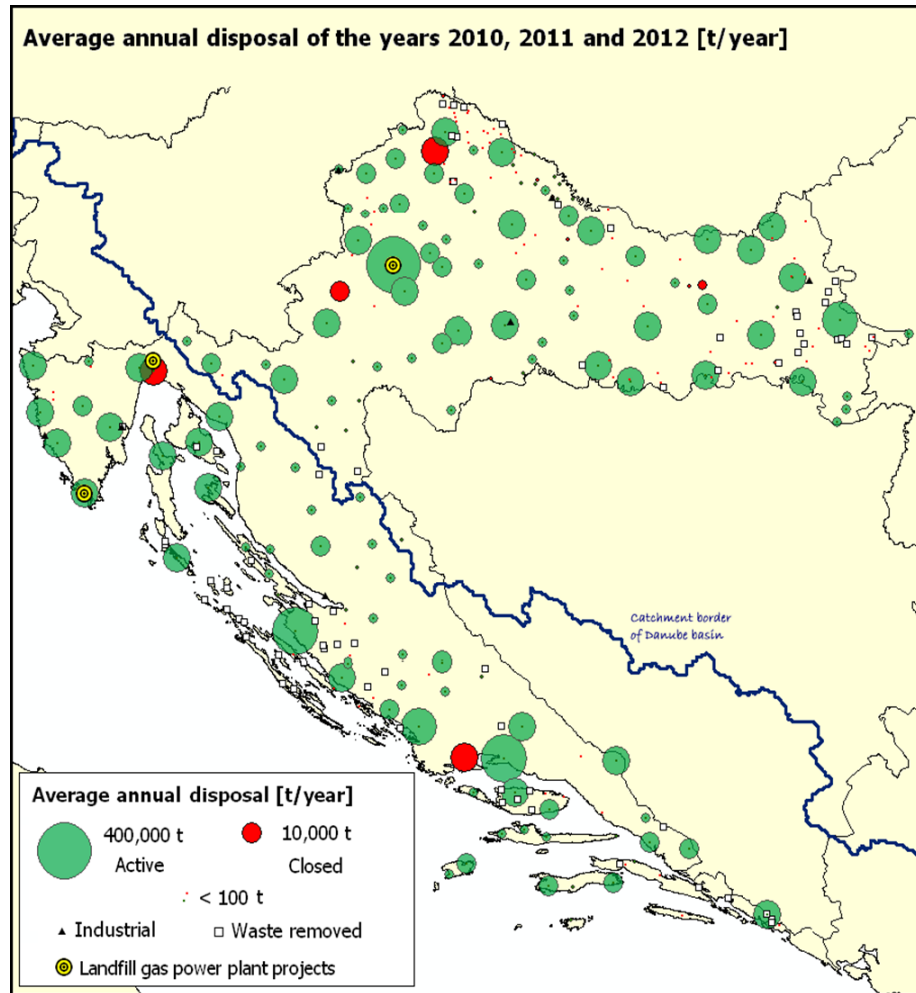 Average annual disposal of the years 2010, 2011 and 2012 [t/year]
Catchment border
of Danube basin
Average annual disposal [t/year]
400,000 t
Active
10,000 t
Closed
< 100 t
Industrial
Waste removed
Landfill gas power plant projects